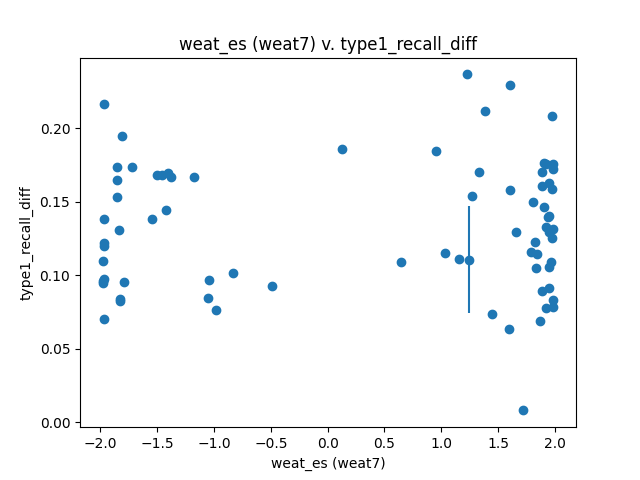 weat_es (weat7) v. type1_recall_diff
0.20
0.15
0.10
0.05
0.00
type1_recall_diff
−2.0 −1.5 −1.0 −0.5 0.0 0.5 1.0 1.5 2.0
weat_es (weat7)